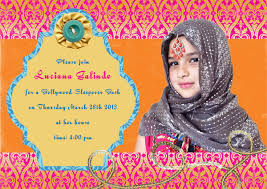 Please join
Luciana Galindo
for a Bollywood Sleepover Bash
on Thursday March 28th 2013
at her house
time: 4:00 pm